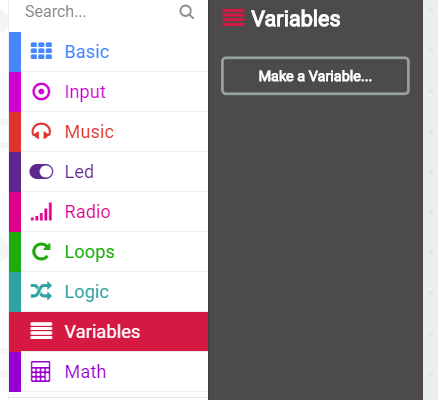 Search...
Basic
Input
Music
Led
Radio
Loops
Logic
Variables
Math
Variables
Make a Variable...